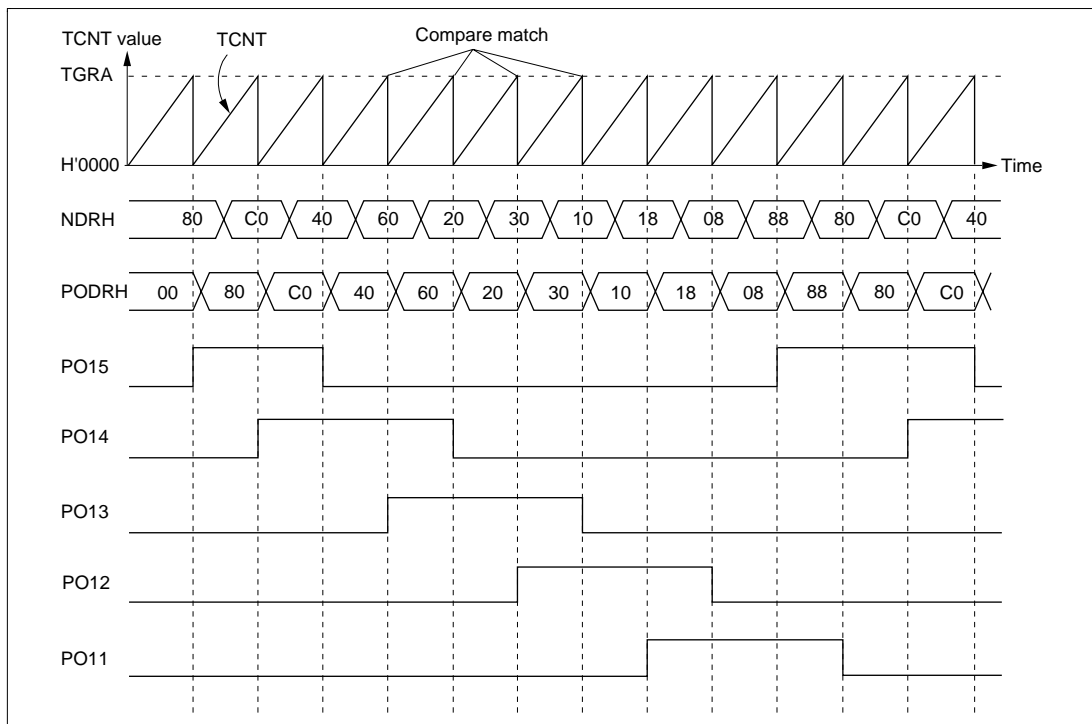 TCNT value
TCNT
Compare match
TGRA
H'0000
Time
NDRH 80 C0 40 60 20 30 10 18 08 88 80 C0 40
PODRH 00 80 C0 40 60 20 30 10 18 08 88 80 C0
PO15
PO14
PO13
PO12
PO11